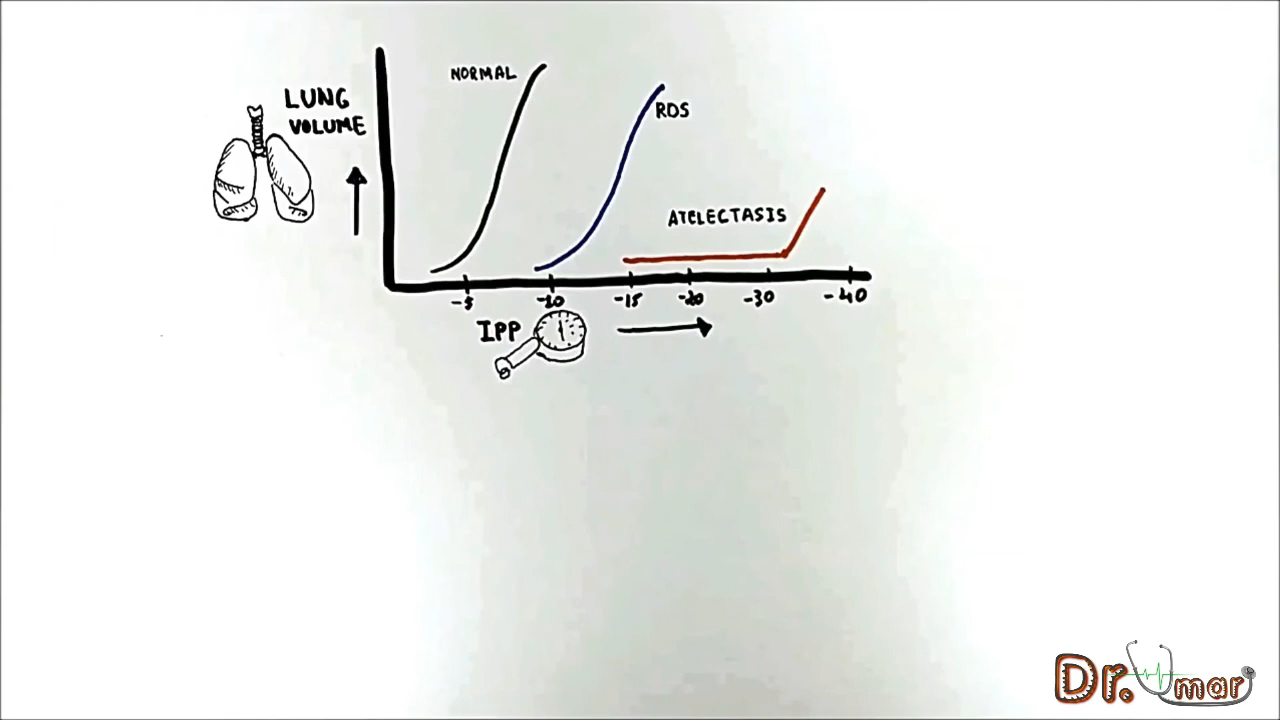 NORMAL
LUNG
VOLUME
RDS
ATELECTASIS
-5 -10 -15 -20 -30 -40
IPP
Dr. Umar